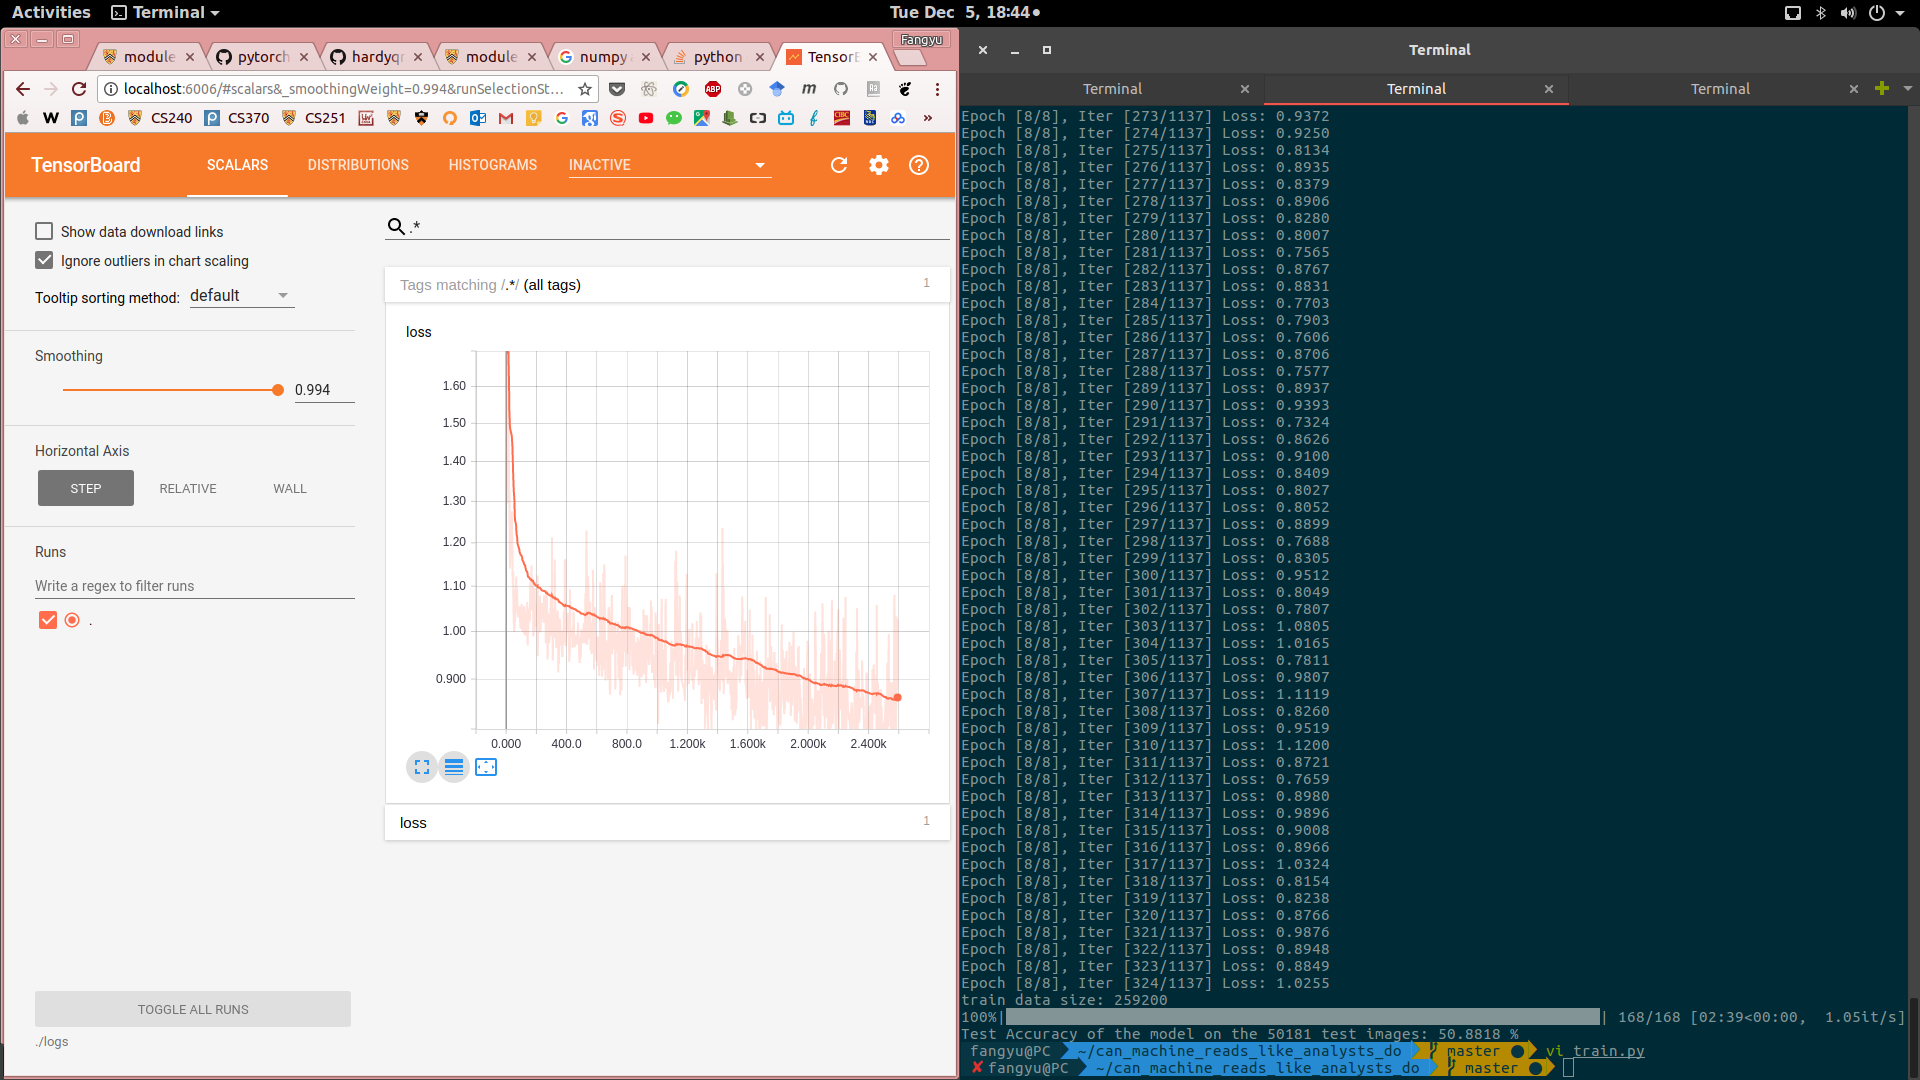 Activities Terminal Tue Dec 5, 18:44
Fangyu
module pytorch hardyqr module numpy python TensorB
localhost:6006/#scalars&_smoothingWeight=0.994&runSelectionSt...
CS240 CS370 CS251 »
TensorBoard SCALARS DISTRIBUTIONS HISTOGRAMS INACTIVE
Show data download links
Ignore outliers in chart scaling
Tooltip sorting method: default
Smoothing
0.994
Horizontal Axis
STEP RELATIVE WALL
Runs
Write a regex to filter runs
.
TOGGLE ALL RUNS
./logs
.*
Tags matching /.*/ (all tags) 1
loss
1.60
1.50
1.40
1.30
1.20
1.10
1.00
0.900
0.000 400.0 800.0 1.200k 1.600k 2.000k 2.400k
loss 1
Terminal
Terminal Terminal Terminal
Epoch [8/8], Iter [273/1137] Loss: 0.9372
Epoch [8/8], Iter [274/1137] Loss: 0.9250
Epoch [8/8], Iter [275/1137] Loss: 0.8134
Epoch [8/8], Iter [276/1137] Loss: 0.8935
Epoch [8/8], Iter [277/1137] Loss: 0.8379
Epoch [8/8], Iter [278/1137] Loss: 0.8906
Epoch [8/8], Iter [279/1137] Loss: 0.8280
Epoch [8/8], Iter [280/1137] Loss: 0.8007
Epoch [8/8], Iter [281/1137] Loss: 0.7565
Epoch [8/8], Iter [282/1137] Loss: 0.8767
Epoch [8/8], Iter [283/1137] Loss: 0.8831
Epoch [8/8], Iter [284/1137] Loss: 0.7703
Epoch [8/8], Iter [285/1137] Loss: 0.7903
Epoch [8/8], Iter [286/1137] Loss: 0.7606
Epoch [8/8], Iter [287/1137] Loss: 0.8706
Epoch [8/8], Iter [288/1137] Loss: 0.7577
Epoch [8/8], Iter [289/1137] Loss: 0.8937
Epoch [8/8], Iter [290/1137] Loss: 0.9393
Epoch [8/8], Iter [291/1137] Loss: 0.7324
Epoch [8/8], Iter [292/1137] Loss: 0.8626
Epoch [8/8], Iter [293/1137] Loss: 0.9100
Epoch [8/8], Iter [294/1137] Loss: 0.8409
Epoch [8/8], Iter [295/1137] Loss: 0.8027
Epoch [8/8], Iter [296/1137] Loss: 0.8052
Epoch [8/8], Iter [297/1137] Loss: 0.8899
Epoch [8/8], Iter [298/1137] Loss: 0.7688
Epoch [8/8], Iter [299/1137] Loss: 0.8305
Epoch [8/8], Iter [300/1137] Loss: 0.9512
Epoch [8/8], Iter [301/1137] Loss: 0.8049
Epoch [8/8], Iter [302/1137] Loss: 0.7807
Epoch [8/8], Iter [303/1137] Loss: 1.0805
Epoch [8/8], Iter [304/1137] Loss: 1.0165
Epoch [8/8], Iter [305/1137] Loss: 0.7811
Epoch [8/8], Iter [306/1137] Loss: 0.9807
Epoch [8/8], Iter [307/1137] Loss: 1.1119
Epoch [8/8], Iter [308/1137] Loss: 0.8260
Epoch [8/8], Iter [309/1137] Loss: 0.9519
Epoch [8/8], Iter [310/1137] Loss: 1.1200
Epoch [8/8], Iter [311/1137] Loss: 0.8721
Epoch [8/8], Iter [312/1137] Loss: 0.7659
Epoch [8/8], Iter [313/1137] Loss: 0.8980
Epoch [8/8], Iter [314/1137] Loss: 0.9896
Epoch [8/8], Iter [315/1137] Loss: 0.9008
Epoch [8/8], Iter [316/1137] Loss: 0.8966
Epoch [8/8], Iter [317/1137] Loss: 1.0324
Epoch [8/8], Iter [318/1137] Loss: 0.8154
Epoch [8/8], Iter [319/1137] Loss: 0.8238
Epoch [8/8], Iter [320/1137] Loss: 0.8766
Epoch [8/8], Iter [321/1137] Loss: 0.9876
Epoch [8/8], Iter [322/1137] Loss: 0.8948
Epoch [8/8], Iter [323/1137] Loss: 0.8849
Epoch [8/8], Iter [324/1137] Loss: 1.0255
train data size: 259200
100%| | 168/168 [02:39<00:00, 1.05it/s]
Test Accuracy of the model on the 50181 test images: 50.8818 %
fangyu@PC ~/can_machine_reads_like_analysts_do master ● vi train.py
✘ fangyu@PC ~/can_machine_reads_like_analysts_do master ●